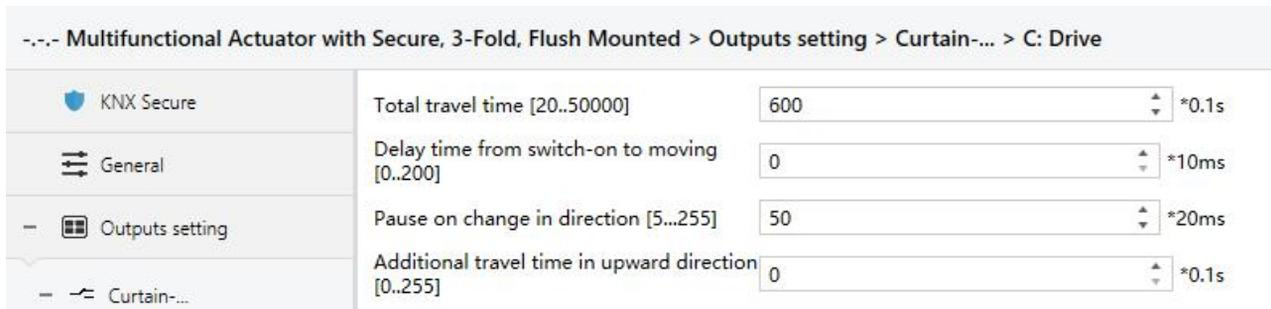 -.-.- Multifunctional Actuator with Secure, 3-Fold, Flush Mounted > Outputs setting > Curtain-... > C: Drive
KNX Secure
General
Outputs setting
Curtain-...
Total travel time [20..50000] 600 *0.1s
Delay time from switch-on to moving
[0..200] 0 *10ms
Pause on change in direction [5...255] 50 *20ms
Additional travel time in upward direction
[0..255] 0 *0.1s